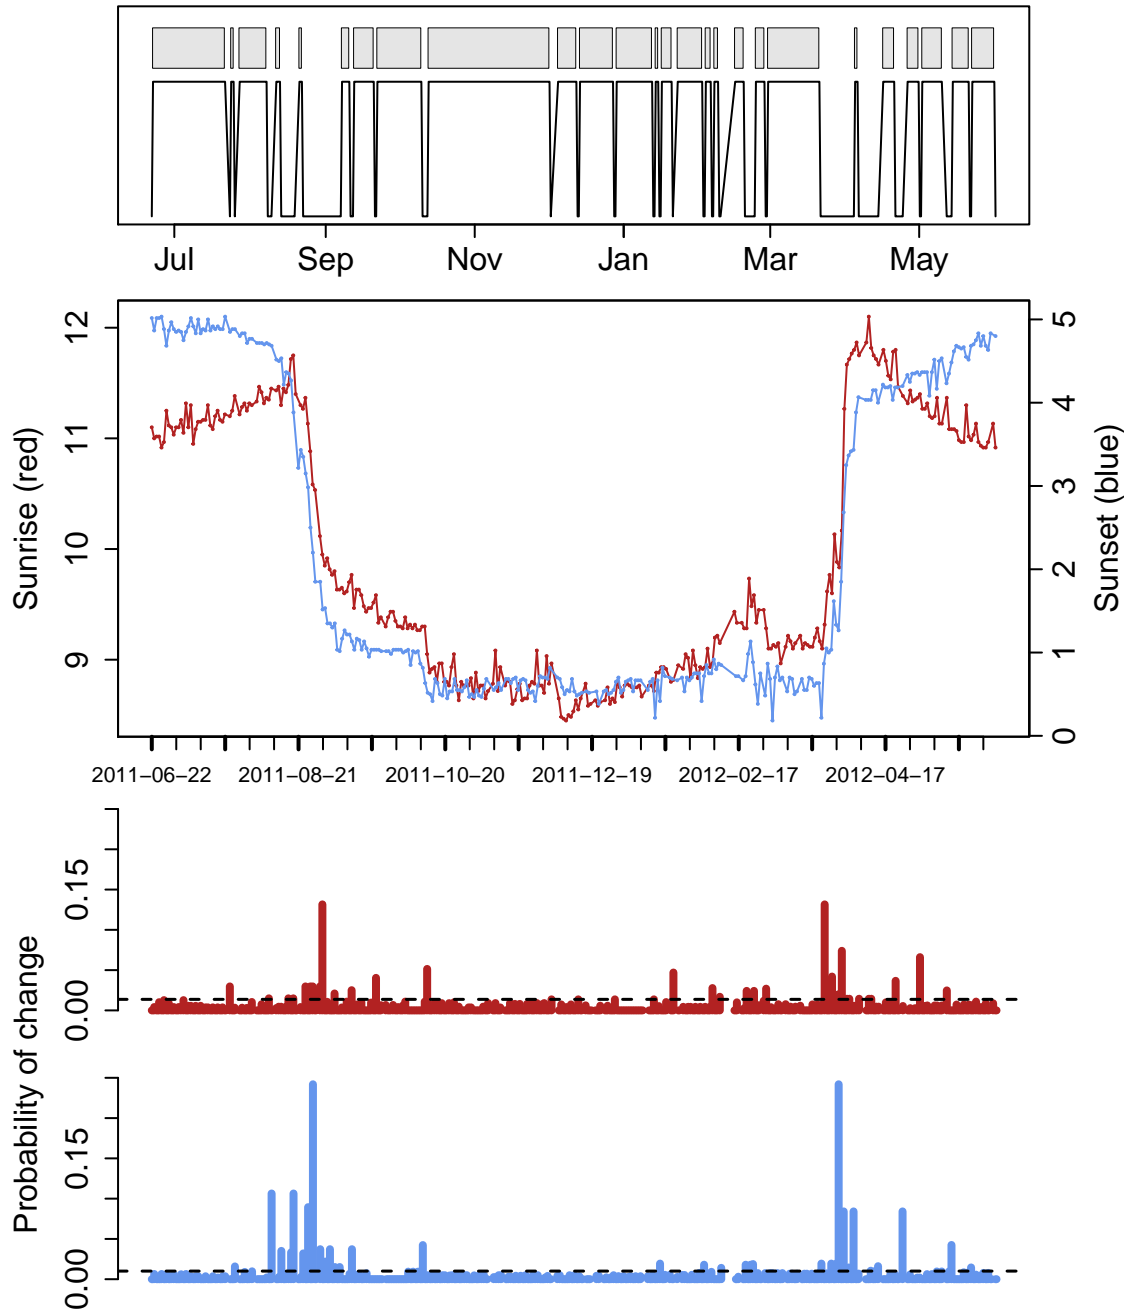 Jul Sep Nov Jan Mar May
Sunrise (red)
9 10 11 12
Sunset (blue)
0 1 2 3 4 5
2011−06−22 2011−08−21 2011−10−20 2011−12−19 2012−02−17 2012−04−17
Probability of change
0.00 0.15
0.00 0.15